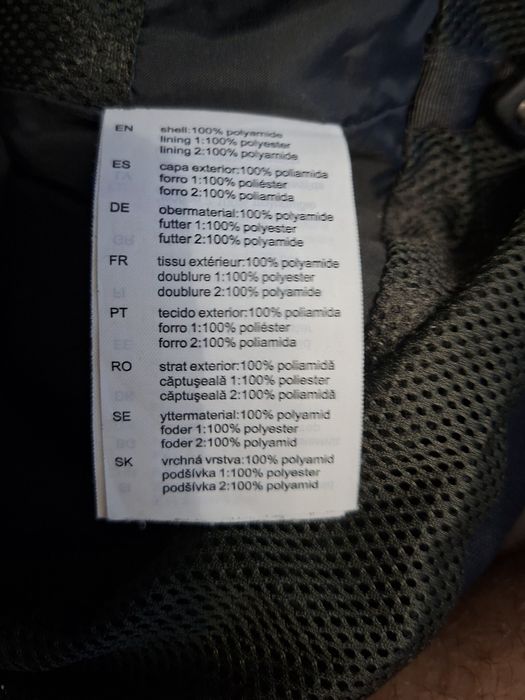 EN shell:100% polyamide
lining 1:100% polyester
lining 2:100% polyamide
ES capa exterior:100% poliamida
forro 1:100% poliéster
forro 2:100% poliamida
DE obermaterial:100% polyamide
futter 1:100% polyester
futter 2:100% polyamide
FR tissu extérieur:100% polyamide
doublure 1:100% polyester
doublure 2:100% polyamide
PT tecido exterior:100% poliamida
forro 1:100% poliéster
forro 2:100% poliamida
RO strat exterior:100% poliamidă
căptuşeală 1:100% poliester
căptuşeală 2:100% poliamidă
SE yttermaterial:100% polyamid
foder 1:100% polyester
foder 2:100% polyamid
SK vrchná vrstva:100% polyamid
podšívka 1:100% polyester
podšívka 2:100% polyamid